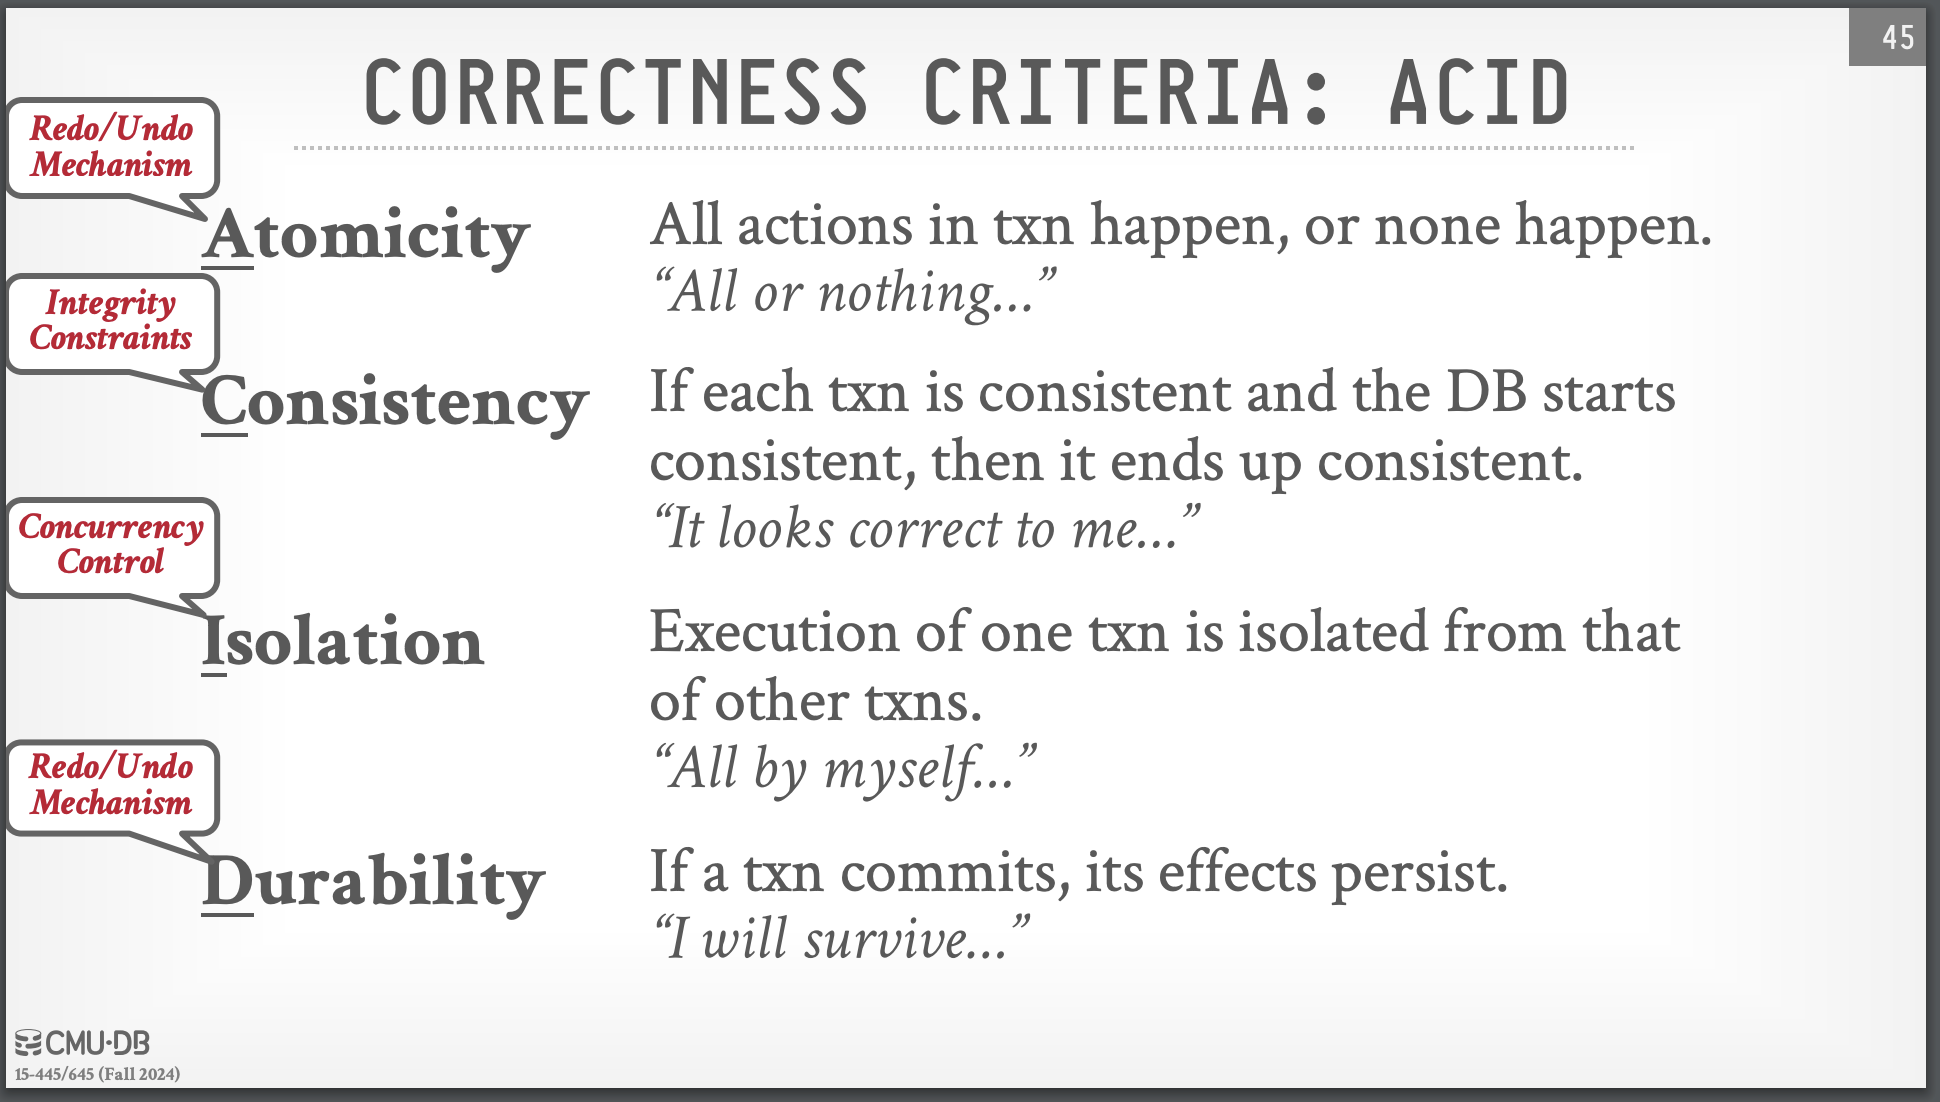 45
CORRECTNESS CRITERIA: ACID
Redo/Undo
Mechanism
Atomicity
All actions in txn happen, or none happen.
“All or nothing…”
Integrity
Constraints
Consistency
If each txn is consistent and the DB starts
consistent, then it ends up consistent.
“It looks correct to me…”
Concurrency
Control
Isolation
Execution of one txn is isolated from that
of other txns.
“All by myself…”
Redo/Undo
Mechanism
Durability
If a txn commits, its effects persist.
“I will survive…”
CMU·DB
15-445/645 (Fall 2024)